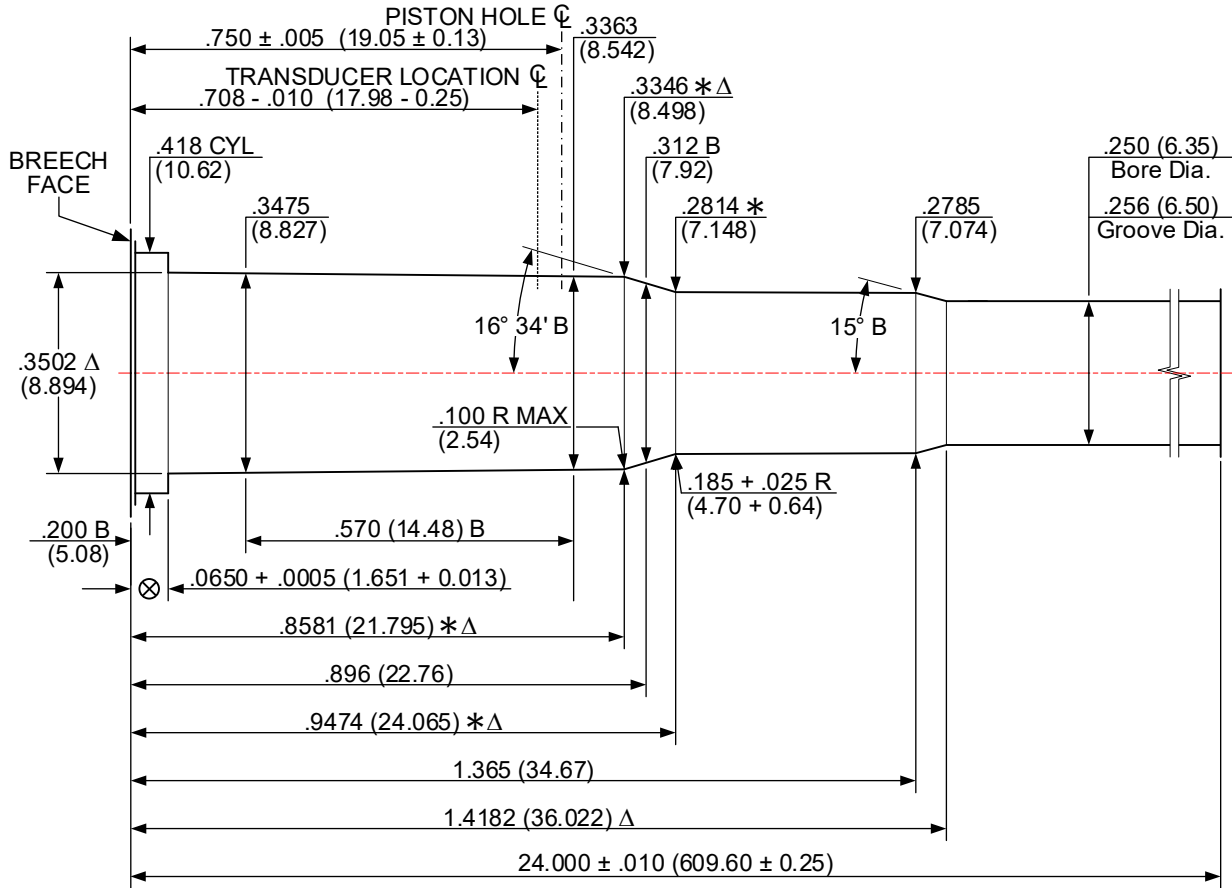 PISTON HOLE ℄
.750 ± .005 (19.05 ± 0.13)
.3363
(8.542)
TRANSDUCER LOCATION ℄
.708 - .010 (17.98 - 0.25)
.3346 * Δ
(8.498)
.418 CYL
(10.62)
.312 B
(7.92)
.250 (6.35)
Bore Dia.
BREECH
FACE
.3475
(8.827)
.2814 *
(7.148)
.2785
(7.074)
.256 (6.50)
Groove Dia.
16° 34' B
15° B
.3502 Δ
(8.894)
.100 R MAX
(2.54)
.185 + .025 R
(4.70 + 0.64)
.200 B
(5.08)
.570 (14.48) B
⊗
.0650 + .0005 (1.651 + 0.013)
.8581 (21.795) * Δ
.896 (22.76)
.9474 (24.065) * Δ
1.365 (34.67)
1.4182 (36.022) Δ
24.000 ± .010 (609.60 ± 0.25)